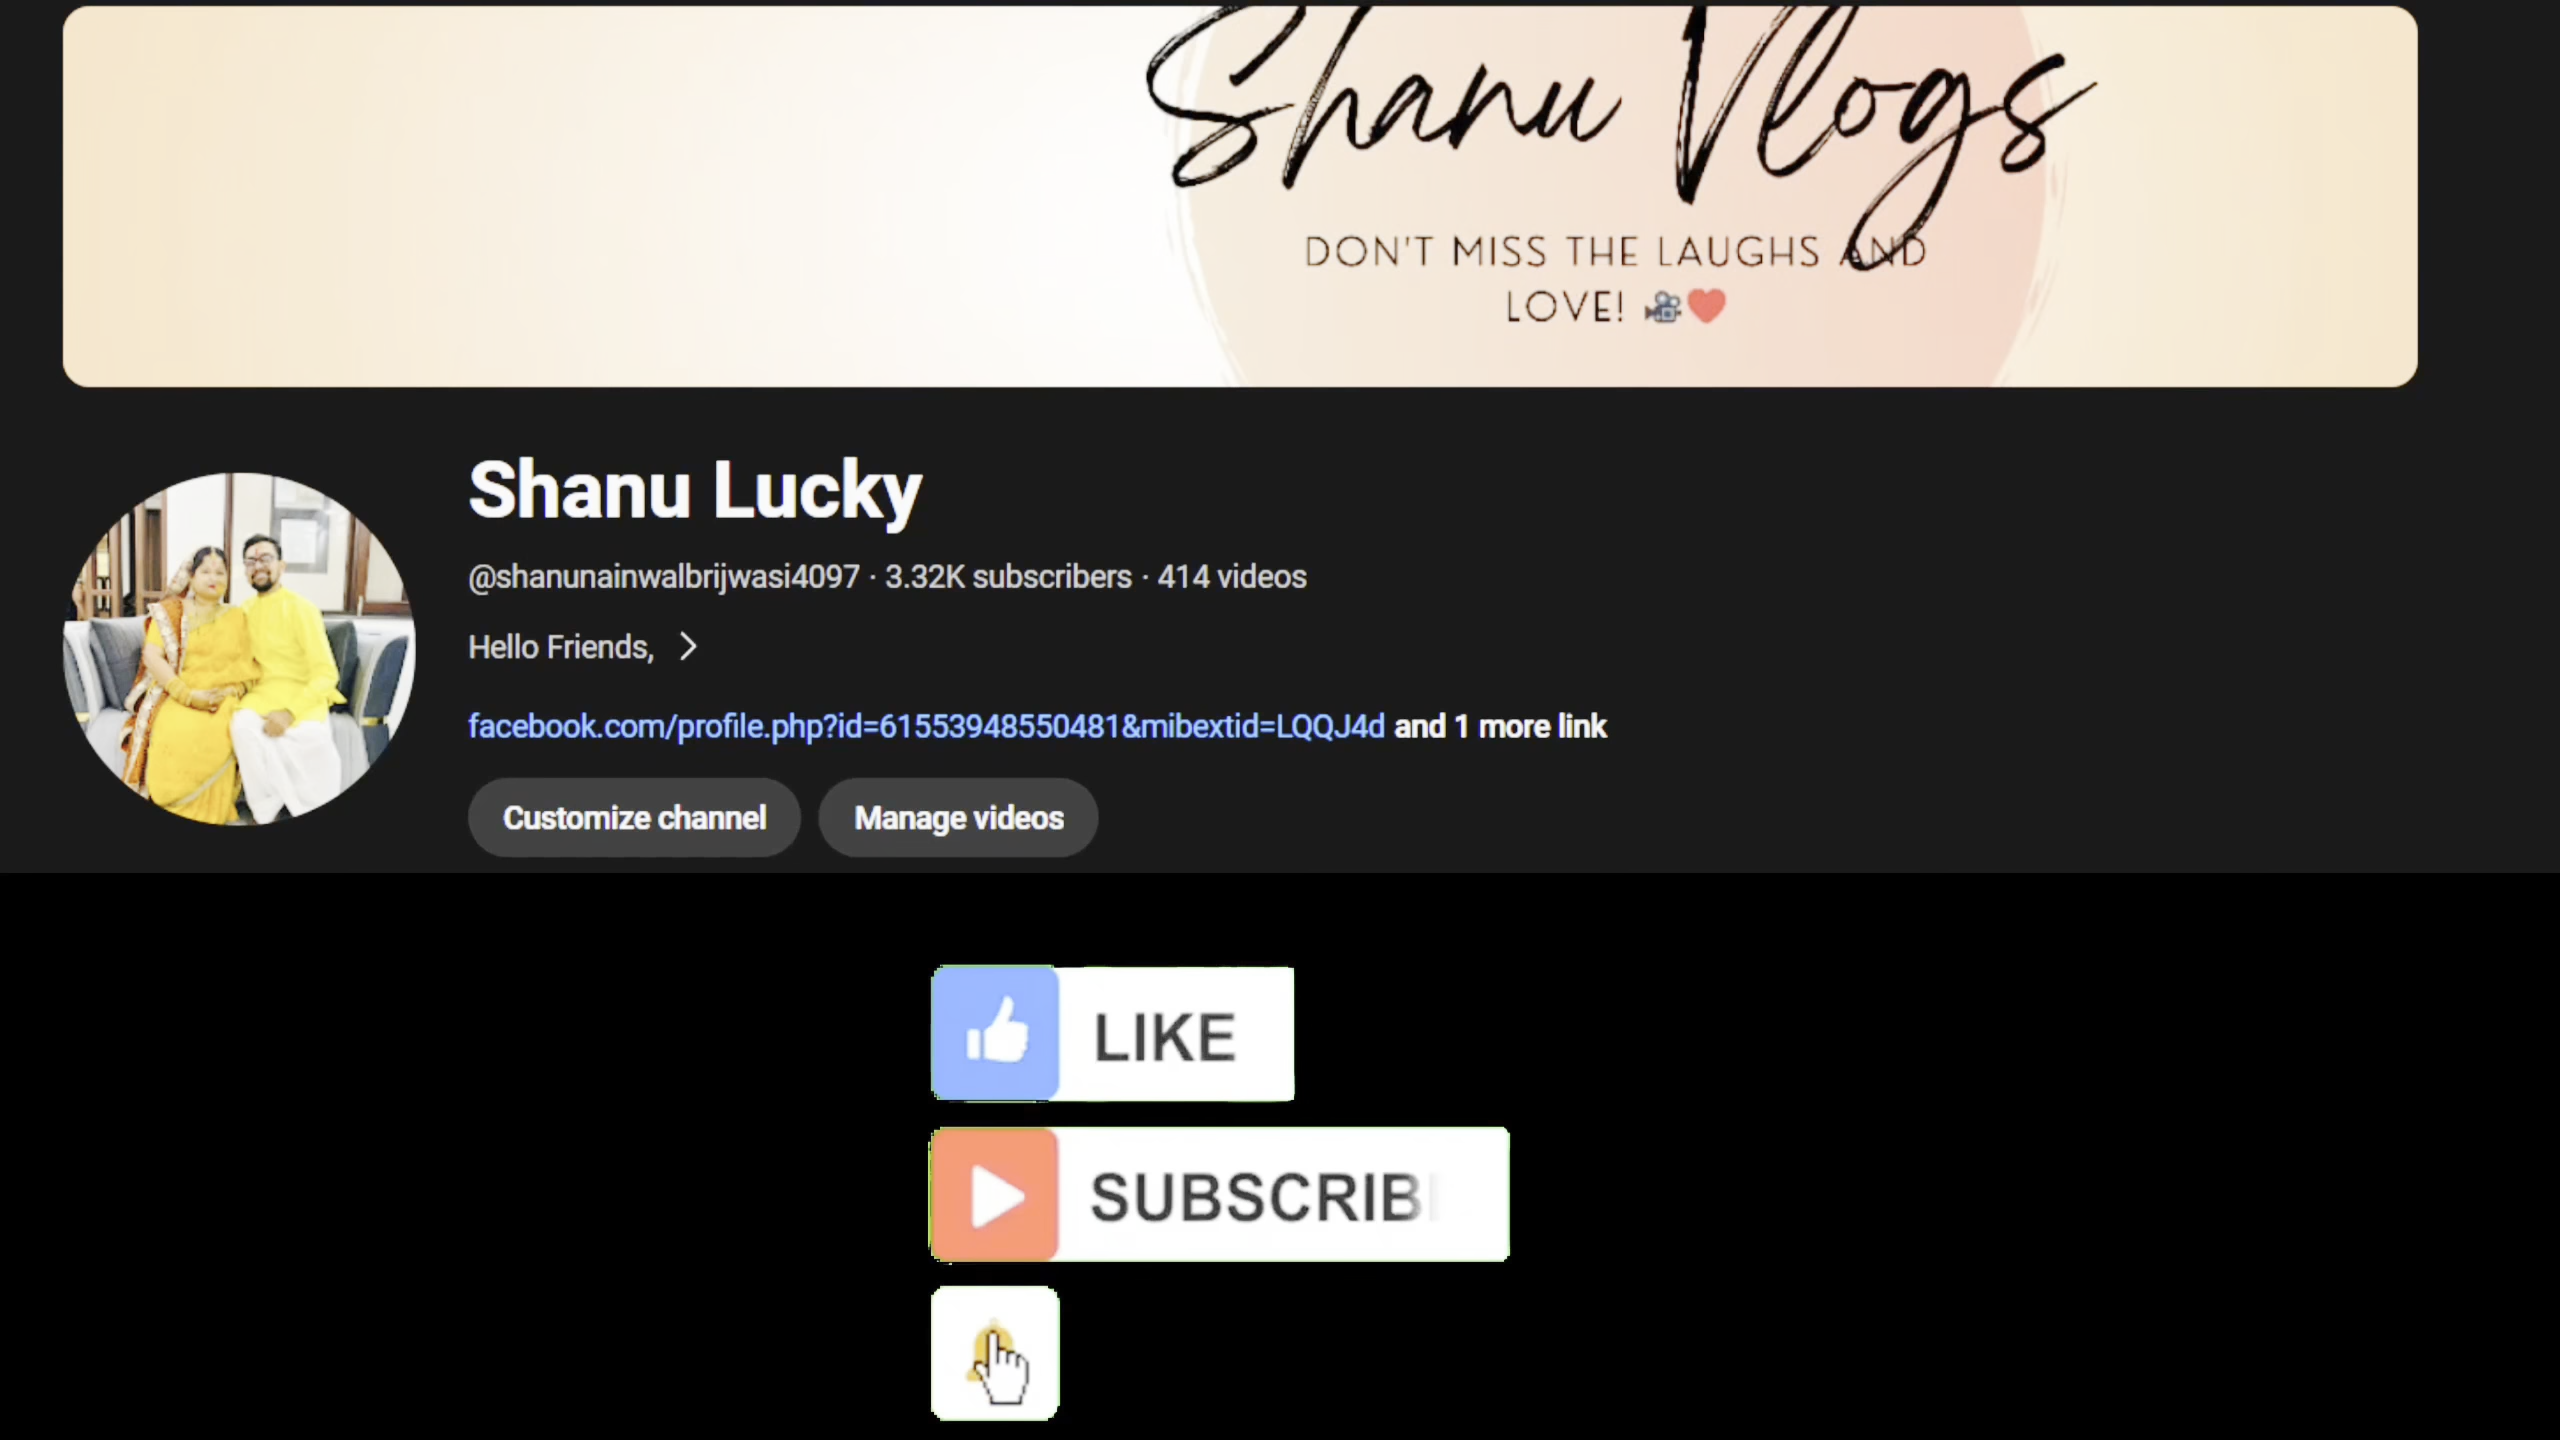 Shanu Vlogs
DON'T MISS THE LAUGHS AND
LOVE! 🎥❤️
Shanu Lucky
@shanunainwalbrijwasi4097 · 3.32K subscribers · 414 videos
Hello Friends, >
facebook.com/profile.php?id=61553948550481&mibextid=LQQJ4d and 1 more link
Customize channel Manage videos
LIKE
SUBSCRIB